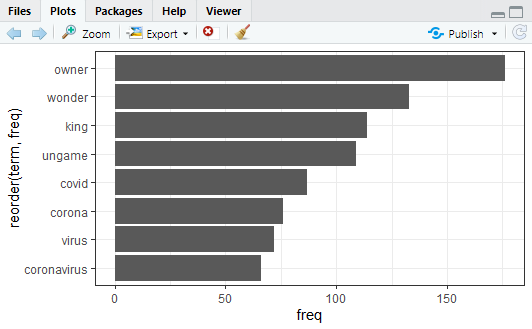 Files Plots Packages Help Viewer
Zoom Export Publish
reorder(term, freq)
owner
wonder
king
ungame
covid
corona
virus
coronavirus
0 50 100 150
freq